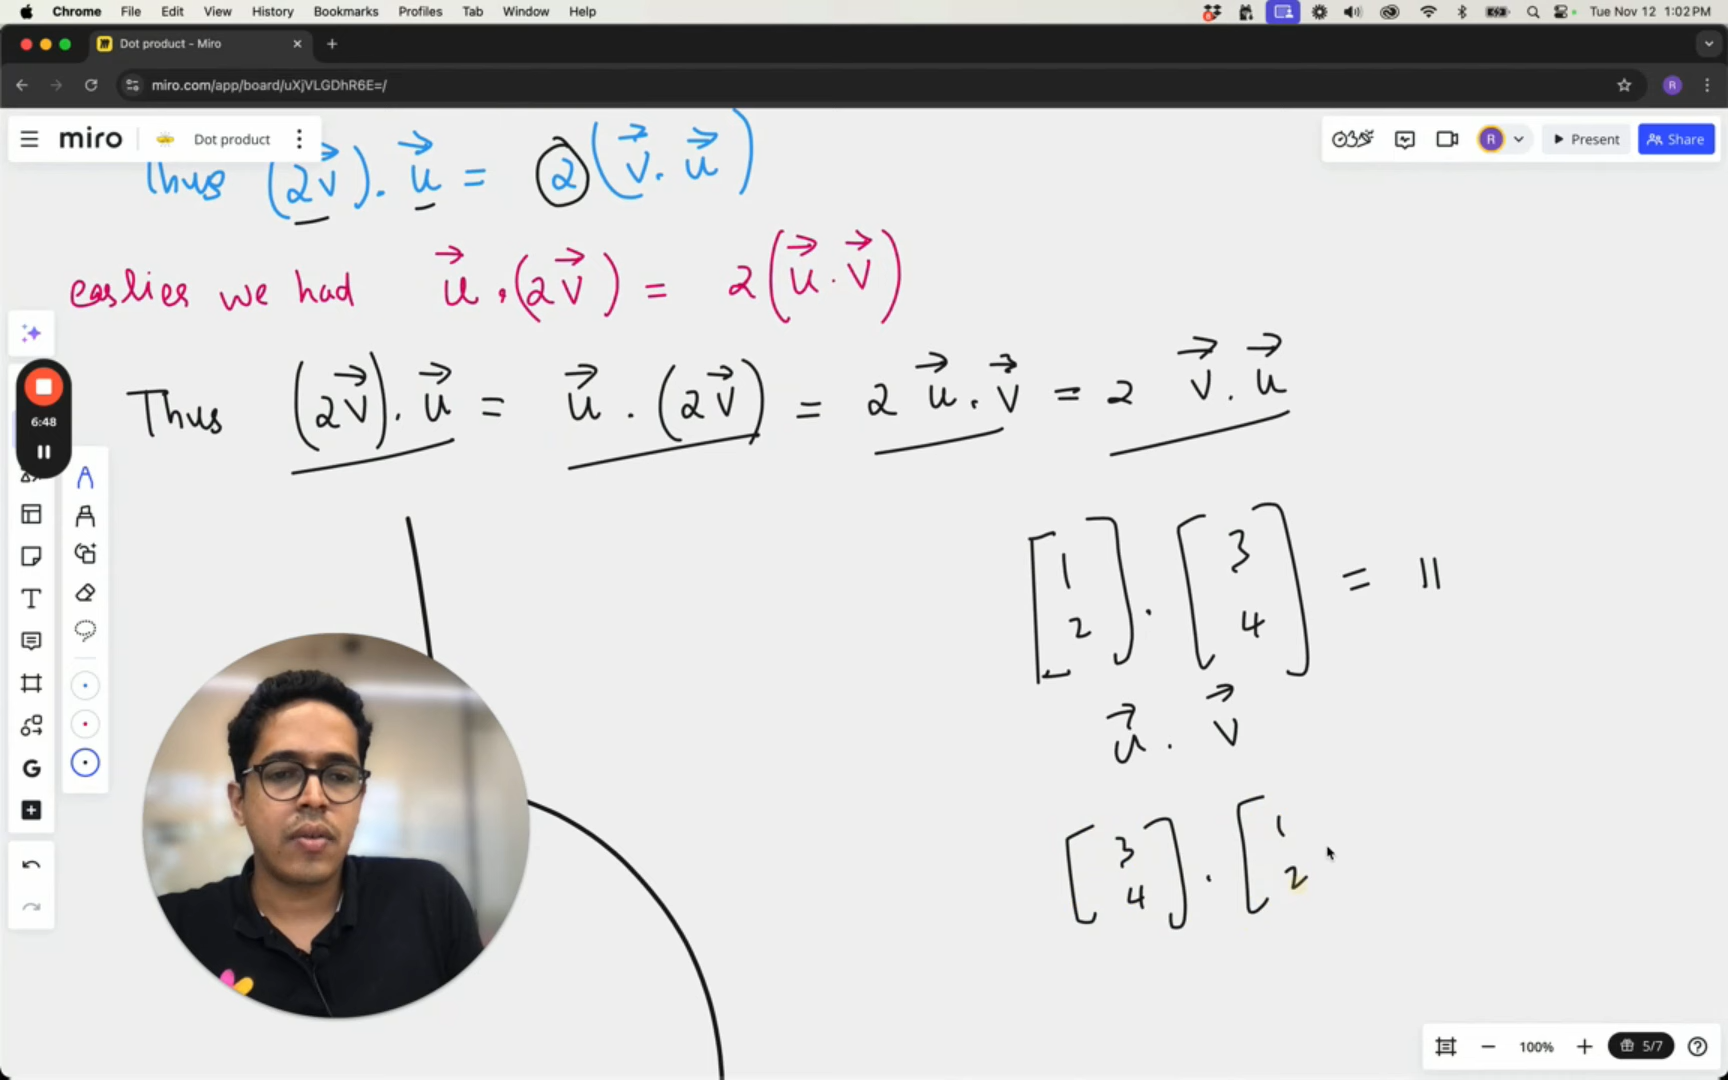 Chrome File Edit View History Bookmarks Profiles Tab Window Help Tue Nov 12 1:02 PM
Dot product - Miro
miro.com/app/board/uXjVLGDhR6E=/ R
miro Dot product R Present Share
Thus (2v⃗). u⃗ = 2(v⃗. u⃗)
earlier we had u⃗ .(2v⃗) = 2(u⃗ . v⃗)
Thus (2v⃗). u⃗ = u⃗ . (2v⃗) = 2 u⃗ . v⃗ = 2 v⃗ . u⃗
6:48
[1 2] . [3 4] = 11
u⃗ . v⃗
[3 4] . [1 2
T
G
100% 5/7